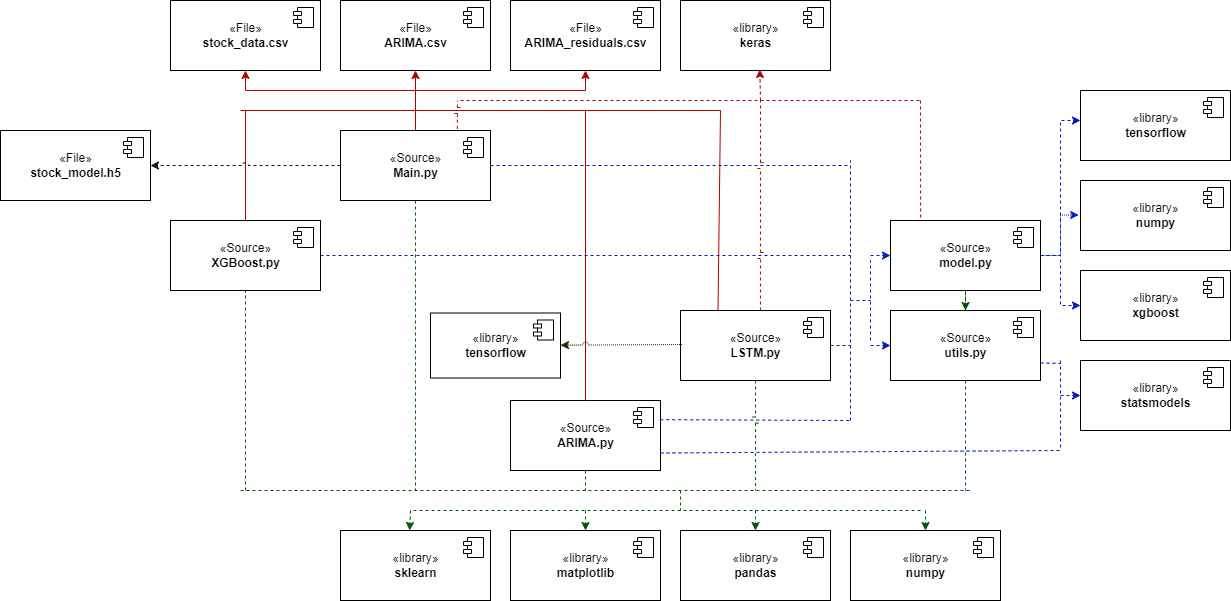 «File»
stock_data.csv
«File»
ARIMA.csv
«File»
ARIMA_residuals.csv
«library»
keras
«library»
tensorflow
«File»
stock_model.h5
«Source»
Main.py
«library»
numpy
«Source»
XGBoost.py
«Source»
model.py
«library»
xgboost
«library»
tensorflow
«Source»
LSTM.py
«Source»
utils.py
«library»
statsmodels
«Source»
ARIMA.py
«library»
sklearn
«library»
matplotlib
«library»
pandas
«library»
numpy